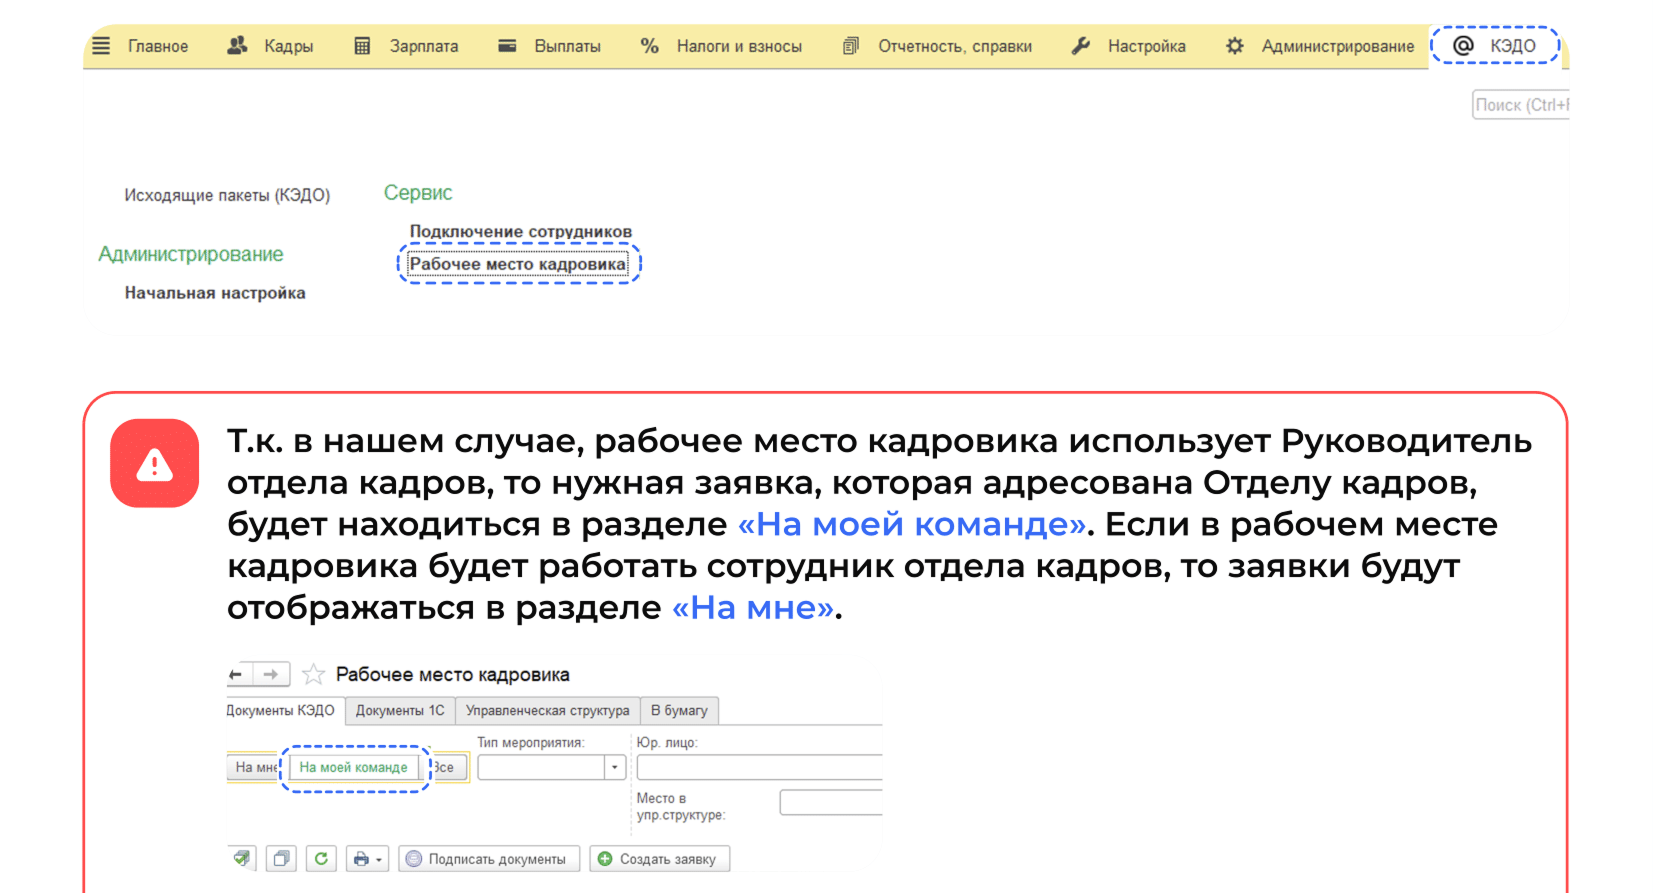 Главное Кадры Зарплата Выплаты % Налоги и взносы Отчетность, справки Настройка Администрирование @ КЭДО
Поиск (Ctrl+F
Исходящие пакеты (КЭДО)
Администрирование
Начальная настройка
Сервис
Подключение сотрудников
Рабочее место кадровика
Т.к. в нашем случае, рабочее место кадровика использует Руководитель
отдела кадров, то нужная заявка, которая адресована Отделу кадров,
будет находиться в разделе «На моей команде». Если в рабочем месте
кадровика будет работать сотрудник отдела кадров, то заявки будут
отображаться в разделе «На мне».
Рабочее место кадровика
Документы КЭДО Документы 1С Управленческая структура В бумагу
Тип мероприятия: Юр. лицо:
На мне На моей команде Все
Место в
упр.структуре:
Подписать документы Создать заявку